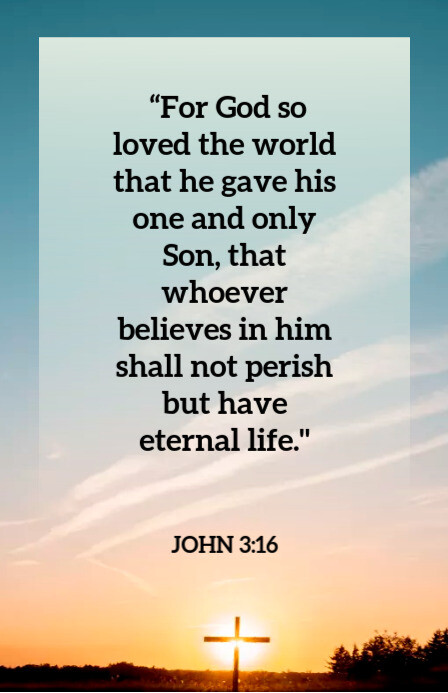 “For God so
loved the world
that he gave his
one and only
Son, that
whoever
believes in him
shall not perish
but have
eternal life."
JOHN 3:16